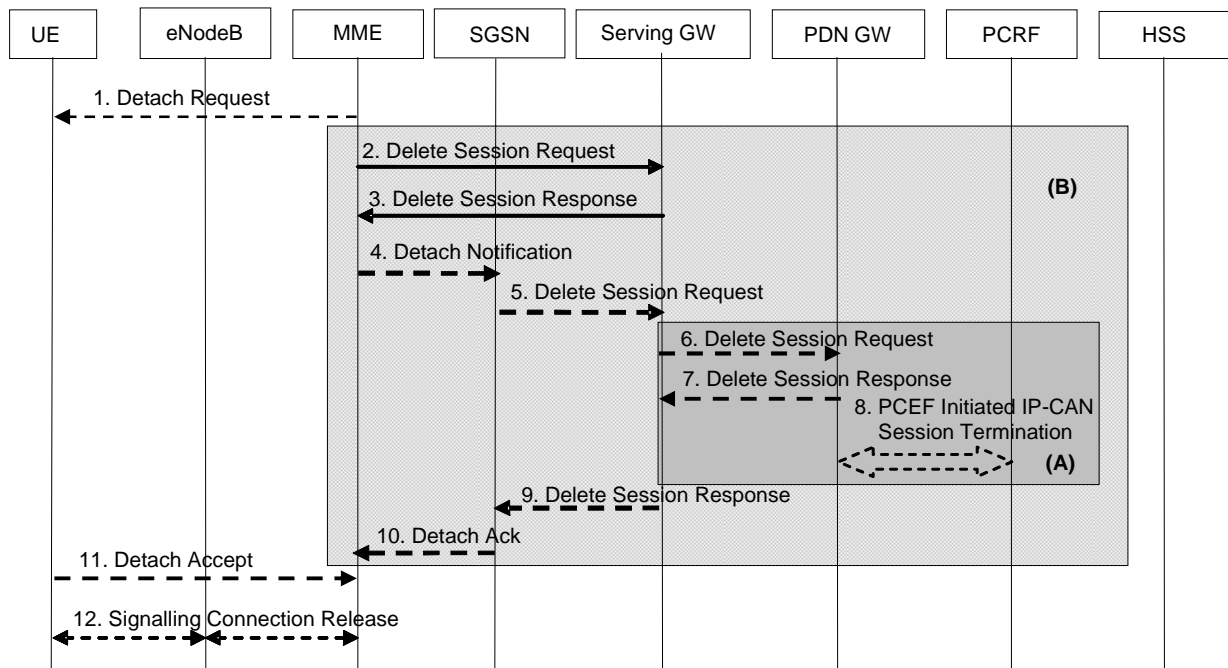 UE
eNodeB
MME
SGSN
Serving GW
PDN GW
PCRF
HSS
1. Detach Request
2. Delete Session Request
(B)
3. Delete Session Response
4. Detach Notification
5. Delete Session Request
6. Delete Session Request
7. Delete Session Response
8. PCEF Initiated IP-CAN
Session Termination
(A)
9. Delete Session Response
10. Detach Ack
11. Detach Accept
12. Signalling Connection Release